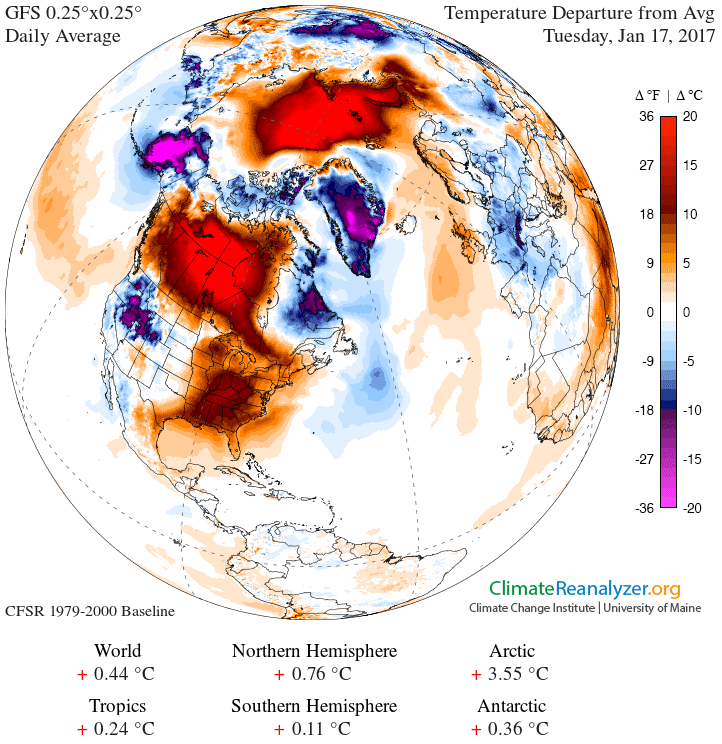 GFS 0.25°x0.25°
Daily Average
Temperature Departure from Avg
Tuesday, Jan 17, 2017
Δ °F | Δ °C
36 20
27 15
18 10
9 5
0 0
-9 -5
-18 -10
-27 -15
-36 -20
ClimateReanalyzer.org
Climate Change Institute | University of Maine
CFSR 1979-2000 Baseline
World Northern Hemisphere Arctic
+ 0.44 °C + 0.76 °C + 3.55 °C
Tropics Southern Hemisphere Antarctic
+ 0.24 °C + 0.11 °C + 0.36 °C